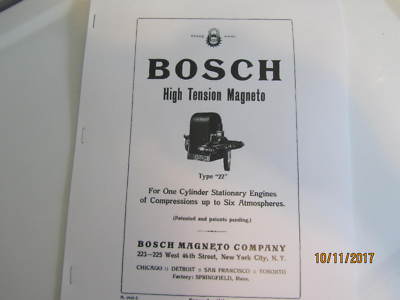 BOSCH
High Tension Magneto
Type "22"
For One Cylinder Stationary Engines
of Compressions up to Six Atmospheres.
(Patented and patents pending.)
BOSCH MAGNETO COMPANY
223-225 West 46th Street, New York City, N. Y.
CHICAGO :: DETROIT :: SAN FRANCISCO :: TORONTO
Factory: SPRINGFIELD, Mass.
10/11/2017